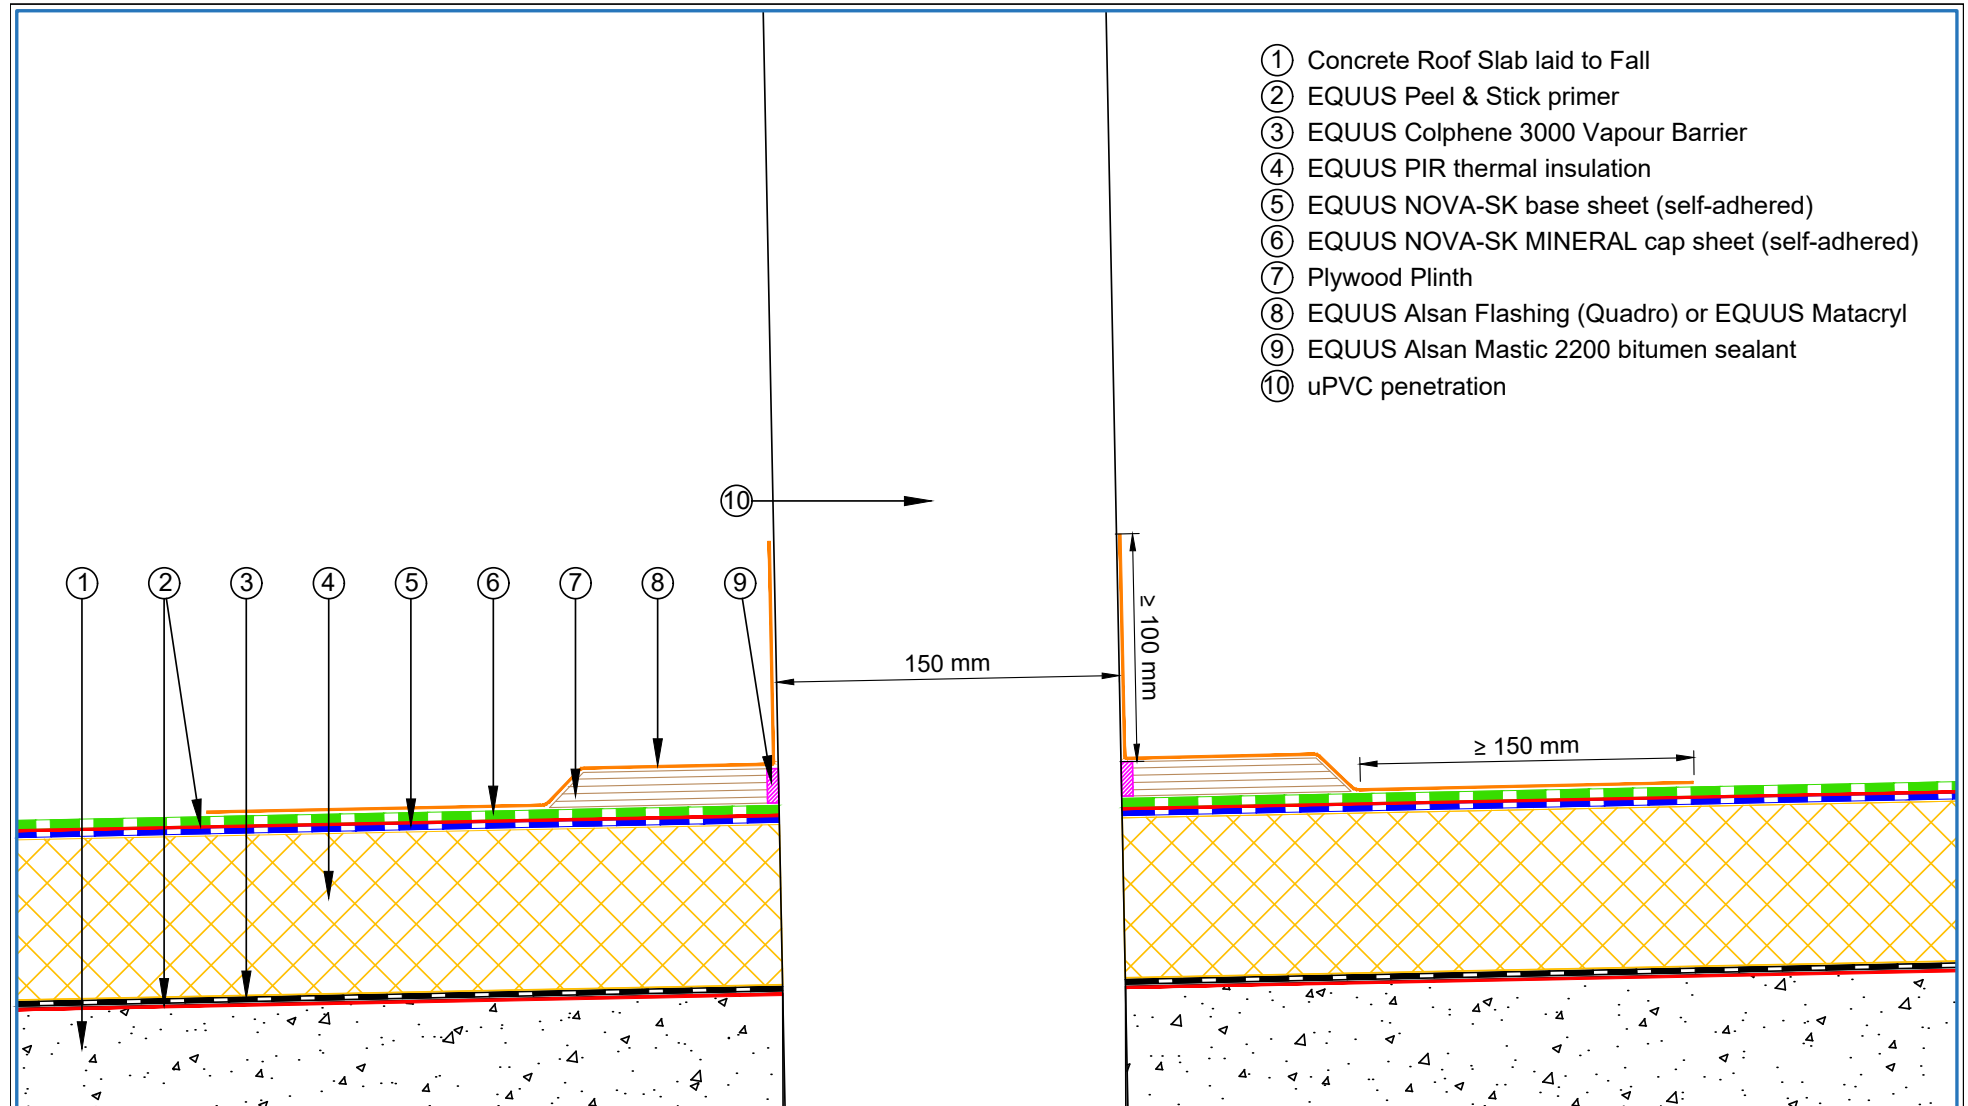 1 Concrete Roof Slab laid to Fall
2 EQUUS Peel & Stick primer
3 EQUUS Colphene 3000 Vapour Barrier
4 EQUUS PIR thermal insulation
5 EQUUS NOVA-SK base sheet (self-adhered)
6 EQUUS NOVA-SK MINERAL cap sheet (self-adhered)
7 Plywood Plinth
8 EQUUS Alsan Flashing (Quadro) or EQUUS Matacryl
9 EQUUS Alsan Mastic 2200 bitumen sealant
10 uPVC penetration
10
1 2 3 4 5 6 7 8 9
≥ 100 mm
150 mm
≥ 150 mm